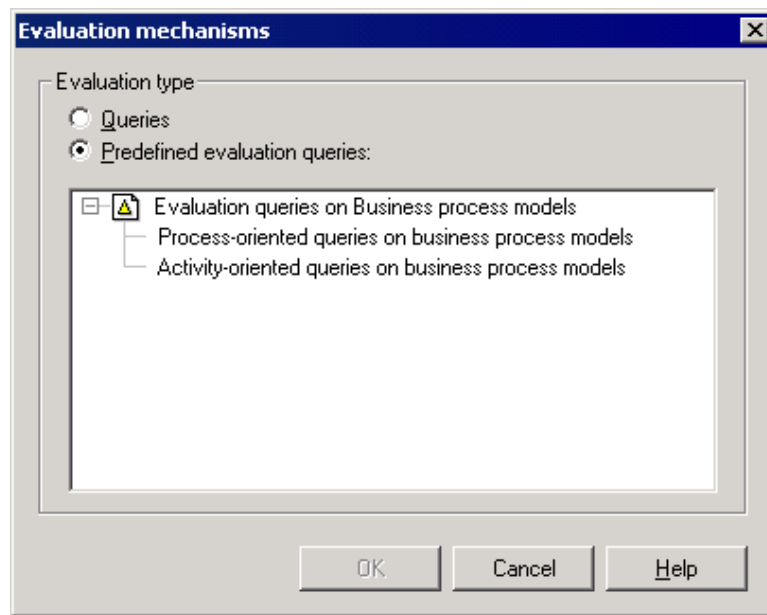 Evaluation mechanisms
Evaluation type
Queries
Predefined evaluation queries:
Evaluation queries on Business process models
Process-oriented queries on business process models
Activity-oriented queries on business process models
OK
Cancel
Help